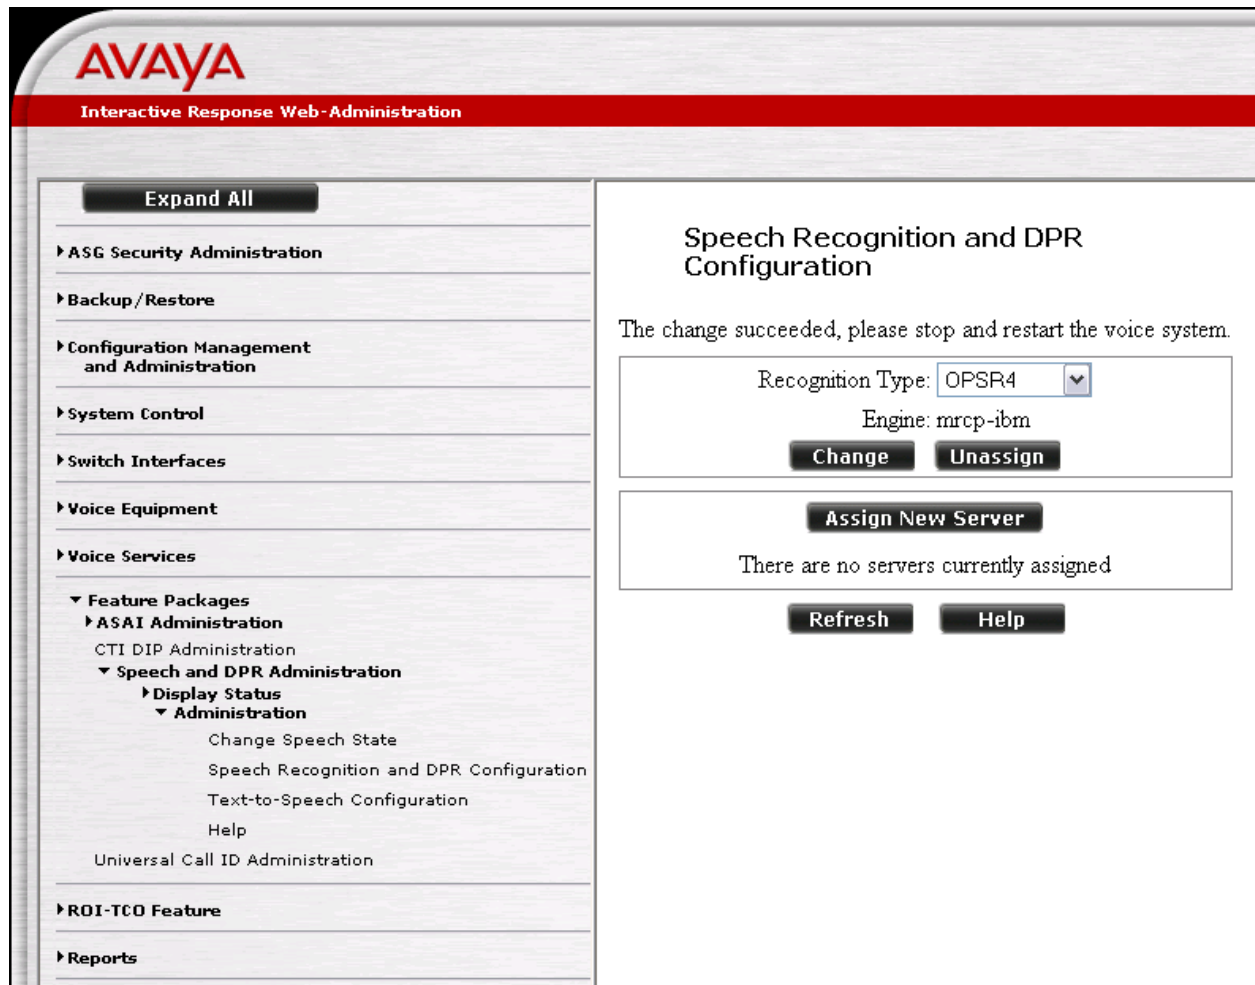 AVAYA
Interactive Response Web-Administration
Expand All
ASG Security Administration
Backup/Restore
Configuration Management
and Administration
System Control
Switch Interfaces
Voice Equipment
Voice Services
Feature Packages
ASAI Administration
CTI DIP Administration
Speech and DPR Administration
Display Status
Administration
Change Speech State
Speech Recognition and DPR Configuration
Text-to-Speech Configuration
Help
Universal Call ID Administration
ROI-TCO Feature
Reports
Speech Recognition and DPR
Configuration
The change succeeded, please stop and restart the voice system.
Recognition Type: OPSR4
Engine: mrcp-ibm
Change Unassign
Assign New Server
There are no servers currently assigned
Refresh Help